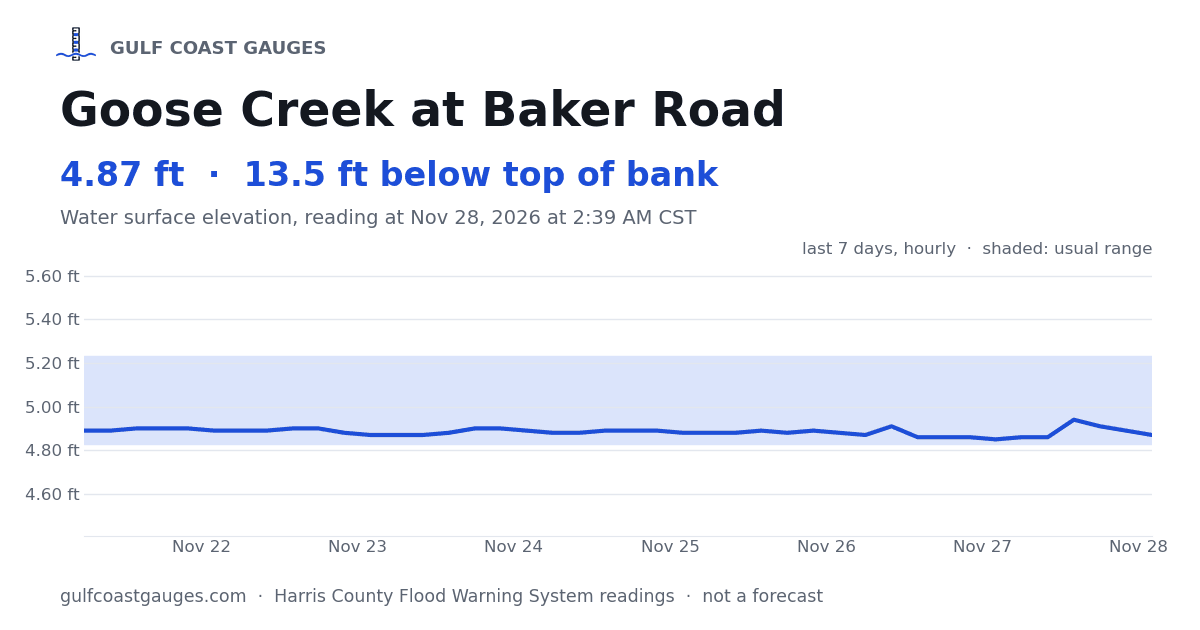 GULF COAST GAUGES
Goose Creek at Baker Road
4.87 ft · 13.5 ft below top of bank
Water surface elevation, reading at Nov 28, 2026 at 2:39 AM CST
last 7 days, hourly · shaded: usual range
5.60 ft
5.40 ft
5.20 ft
5.00 ft
4.80 ft
4.60 ft
Nov 22 Nov 23 Nov 24 Nov 25 Nov 26 Nov 27 Nov 28
gulfcoastgauges.com · Harris County Flood Warning System readings · not a forecast